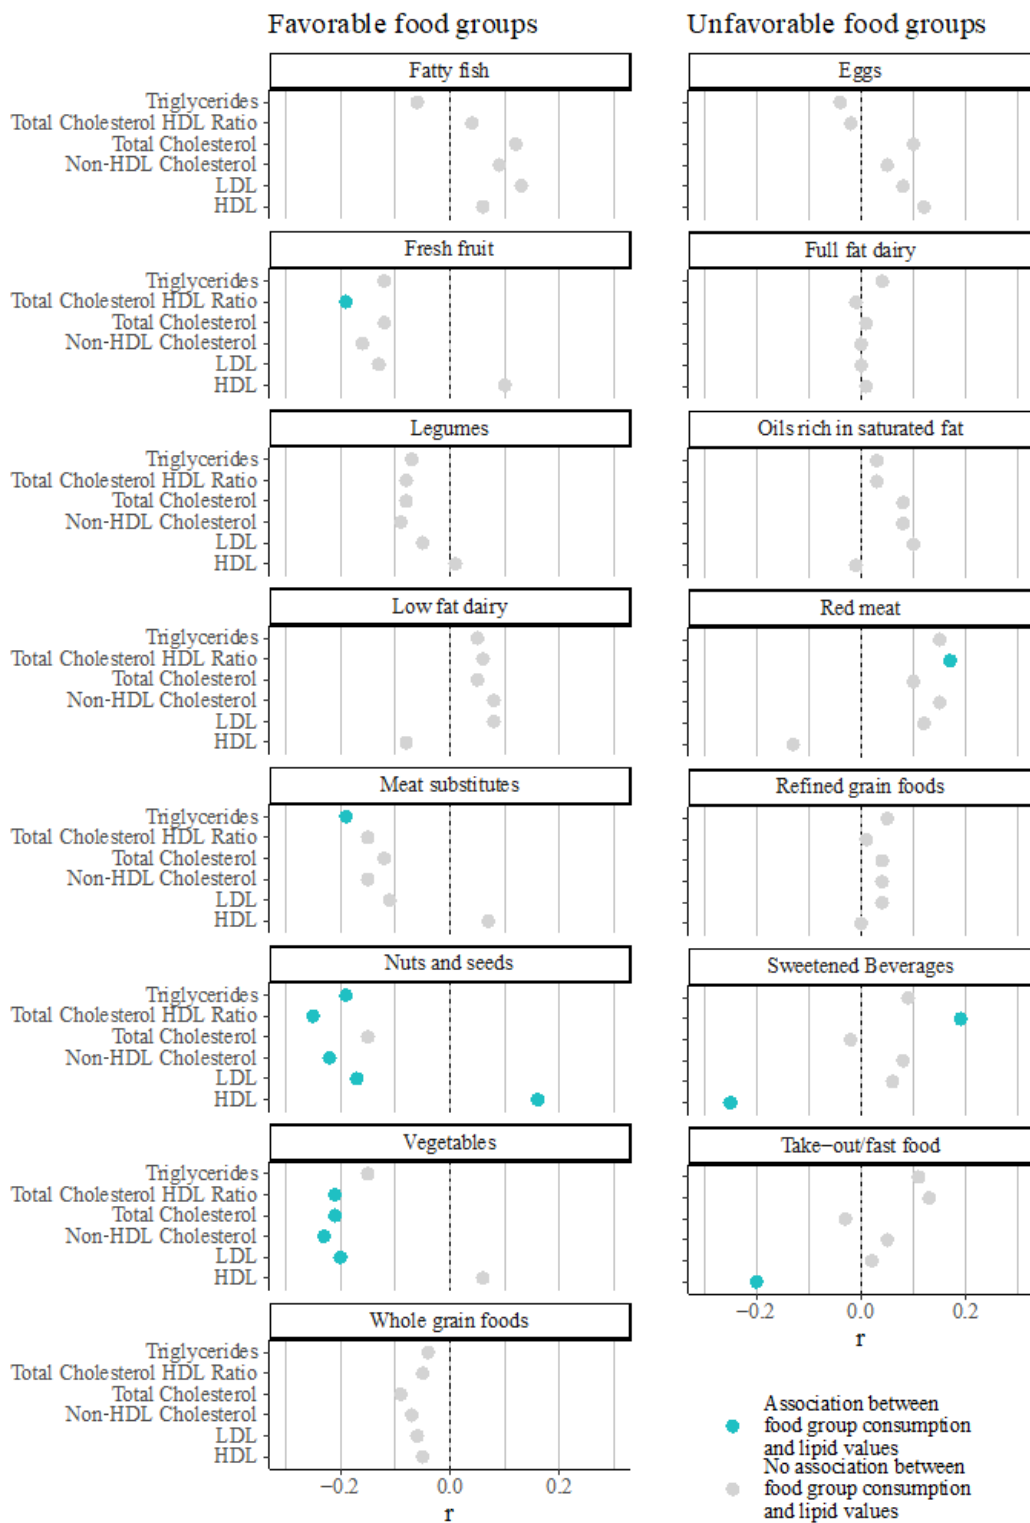 Favorable food groups
Fatty fish
Triglycerides
Total Cholesterol HDL Ratio
Total Cholesterol
Non-HDL Cholesterol
LDL
HDL
Fresh fruit
Triglycerides
Total Cholesterol HDL Ratio
Total Cholesterol
Non-HDL Cholesterol
LDL
HDL
Legumes
Triglycerides
Total Cholesterol HDL Ratio
Total Cholesterol
Non-HDL Cholesterol
LDL
HDL
Low fat dairy
Triglycerides
Total Cholesterol HDL Ratio
Total Cholesterol
Non-HDL Cholesterol
LDL
HDL
Meat substitutes
Triglycerides
Total Cholesterol HDL Ratio
Total Cholesterol
Non-HDL Cholesterol
LDL
HDL
Nuts and seeds
Triglycerides
Total Cholesterol HDL Ratio
Total Cholesterol
Non-HDL Cholesterol
LDL
HDL
Vegetables
Triglycerides
Total Cholesterol HDL Ratio
Total Cholesterol
Non-HDL Cholesterol
LDL
HDL
Whole grain foods
Triglycerides
Total Cholesterol HDL Ratio
Total Cholesterol
Non-HDL Cholesterol
LDL
HDL
−0.2 0.0 0.2
r
Unfavorable food groups
Eggs
Full fat dairy
Oils rich in saturated fat
Red meat
Refined grain foods
Sweetened Beverages
Take−out/fast food
−0.2 0.0 0.2
r
Association between
food group consumption
and lipid values
No association between
food group consumption
and lipid values